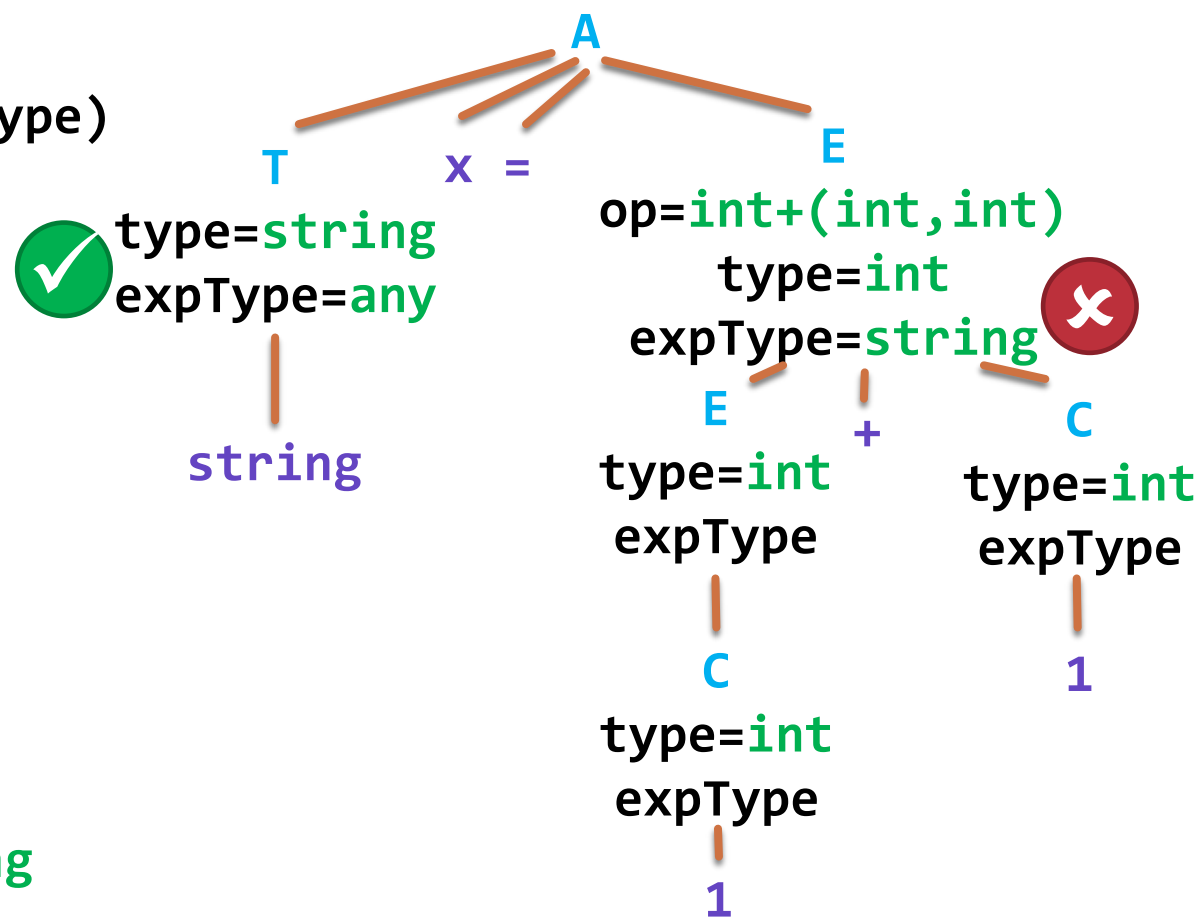 A
ype)
T x = E
type=string
expType=any
op=int+(int,int)
type=int
expType=string
string
E + C
type=int type=int
expType expType
C 1
type=int
expType
1
ng